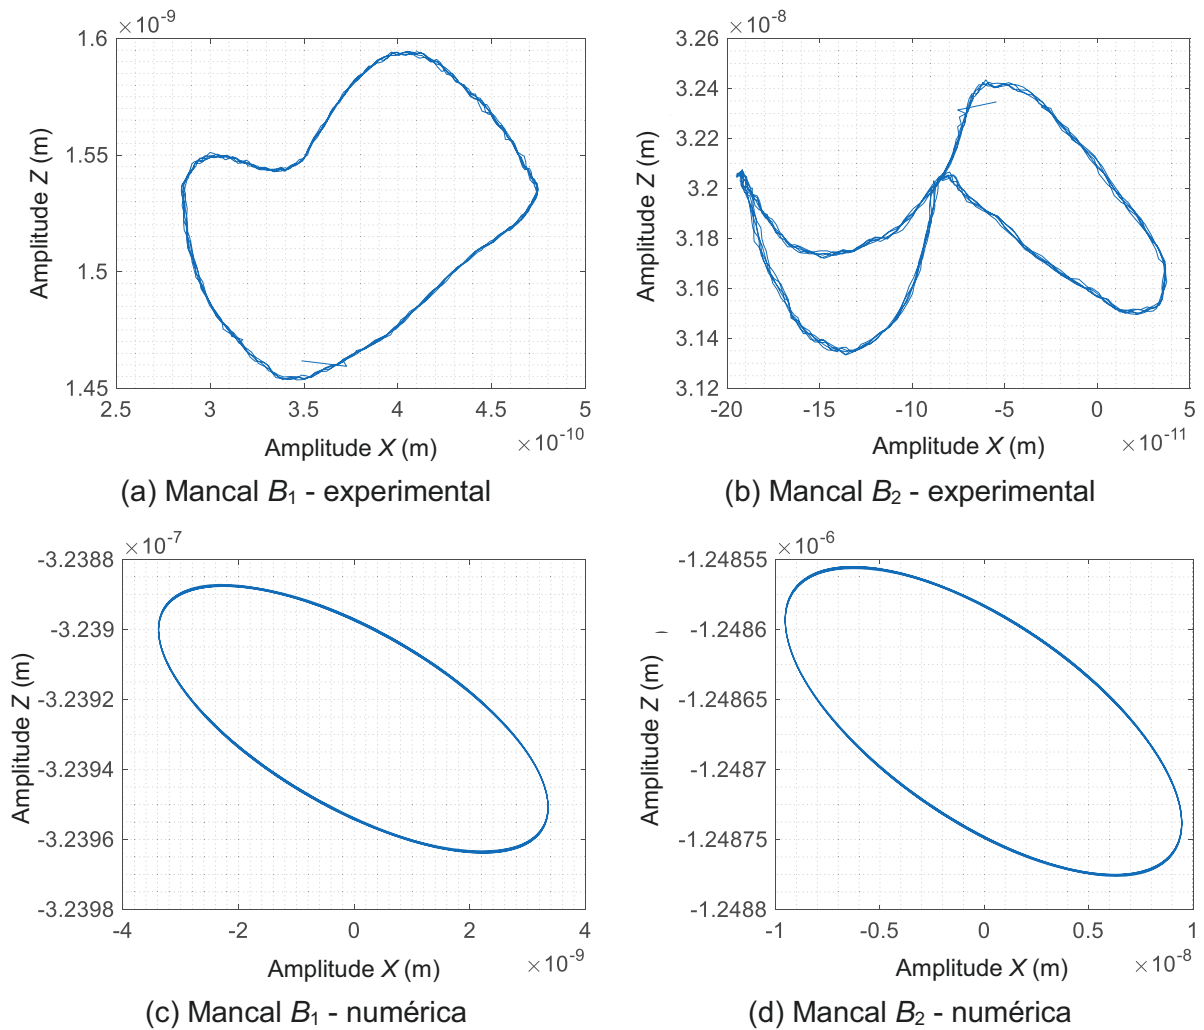 ×10⁻⁹
1.6
1.55
1.5
1.45
Amplitude Z (m)
2.5 3 3.5 4 4.5 5
×10⁻¹⁰
Amplitude X (m)
(a) Mancal B₁ - experimental
×10⁻⁸
3.26
3.24
3.22
3.2
3.18
3.16
3.14
3.12
Amplitude Z (m)
-20 -15 -10 -5 0 5
×10⁻¹¹
Amplitude X (m)
(b) Mancal B₂ - experimental
×10⁻⁷
-3.2388
-3.239
-3.2392
-3.2394
-3.2396
-3.2398
Amplitude Z (m)
-4 -2 0 2 4
×10⁻⁹
Amplitude X (m)
(c) Mancal B₁ - numérica
×10⁻⁶
-1.24855
-1.2486
-1.24865
-1.2487
-1.24875
-1.2488
Amplitude Z (m)
)
-1 -0.5 0 0.5 1
×10⁻⁸
Amplitude X (m)
(d) Mancal B₂ - numérica